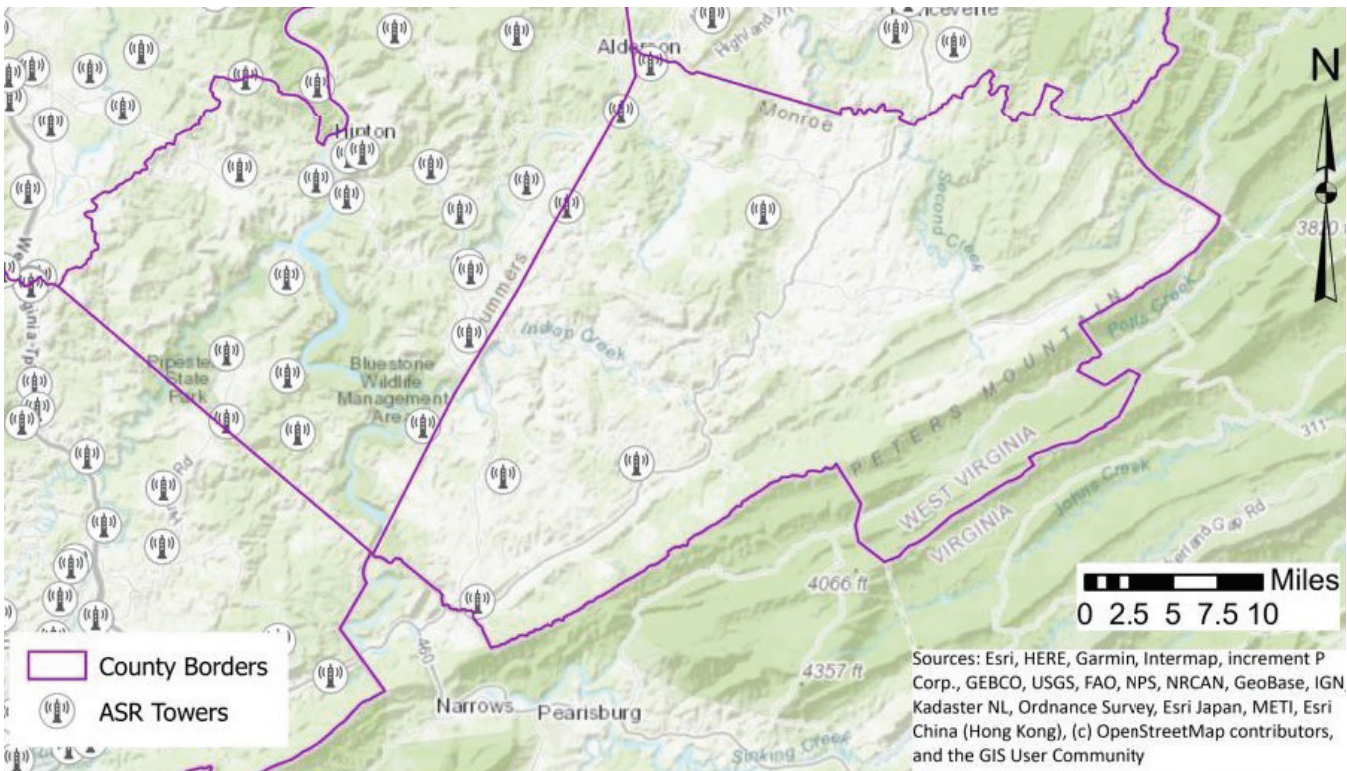 Alderson
Monroe
N
Hinton
Second Creek
3820 f
Summers
Indian Creek
Potts Creek
Pipestem
State
Park
Bluestone
Wildlife
Management
Area
PETERS MOUNTAIN
311
WEST VIRGINIA
VIRGINIA
Johns Creek
4066 ft
Miles
0 2.5 5 7.5 10
460
4357 ft
Narrows
Pearisburg
Sinking Creek
County Borders
ASR Towers
Sources: Esri, HERE, Garmin, Intermap, increment P
Corp., GEBCO, USGS, FAO, NPS, NRCAN, GeoBase, IGN,
Kadaster NL, Ordnance Survey, Esri Japan, METI, Esri
China (Hong Kong), (c) OpenStreetMap contributors,
and the GIS User Community